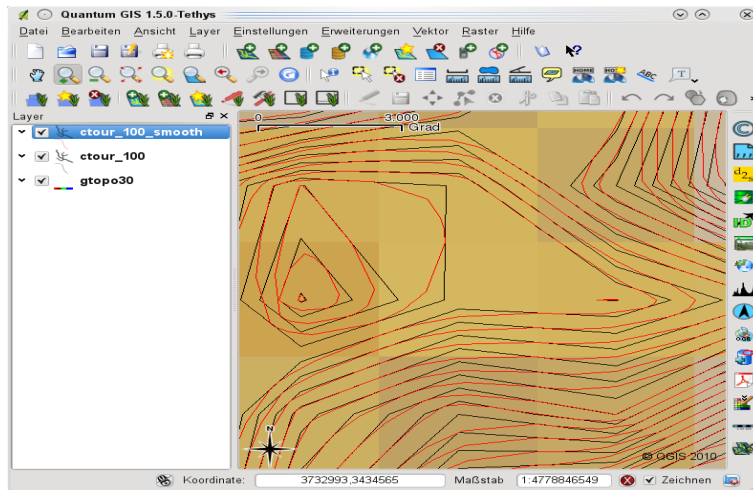 Quantum GIS 1.5.0-Tethys
Datei Bearbeiten Ansicht Layer Einstellungen Erweiterungen Vektor Raster Hilfe
Layer
ctour_100_smooth
ctour_100
gtopo30
0 3.000
Grad
N
© QGIS 2010
Koordinate: 3732993,3434565 Maßstab 1:4778846549 Zeichnen